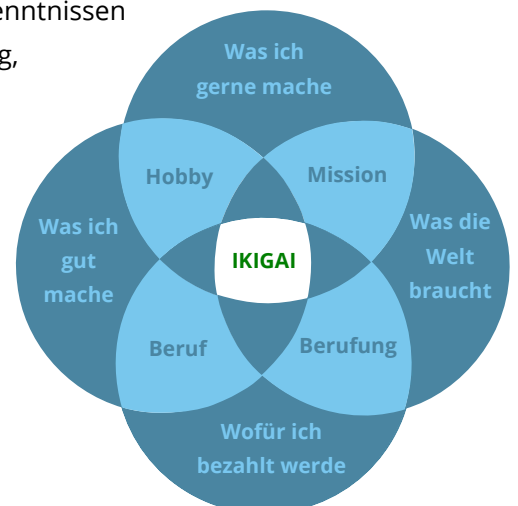 enntnissen
g,
Was ich
gerne mache
Hobby
Mission
Was ich
gut
mache
IKIGAI
Was die
Welt
braucht
Beruf
Berufung
Wofür ich
bezahlt werde